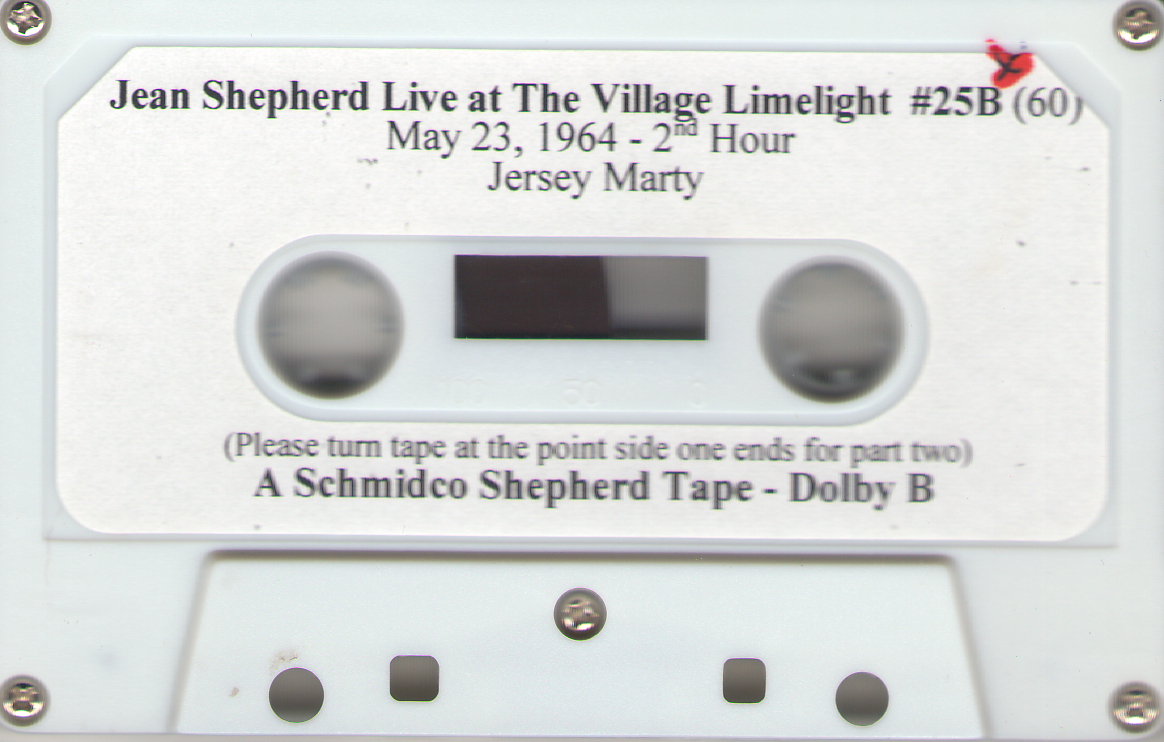 Jean Shepherd Live at The Village Limelight #25B (60)
May 23, 1964 - 2nd Hour
Jersey Marty
50
(Please turn tape at the point side one ends for part two)
A Schmidco Shepherd Tape - Dolby B